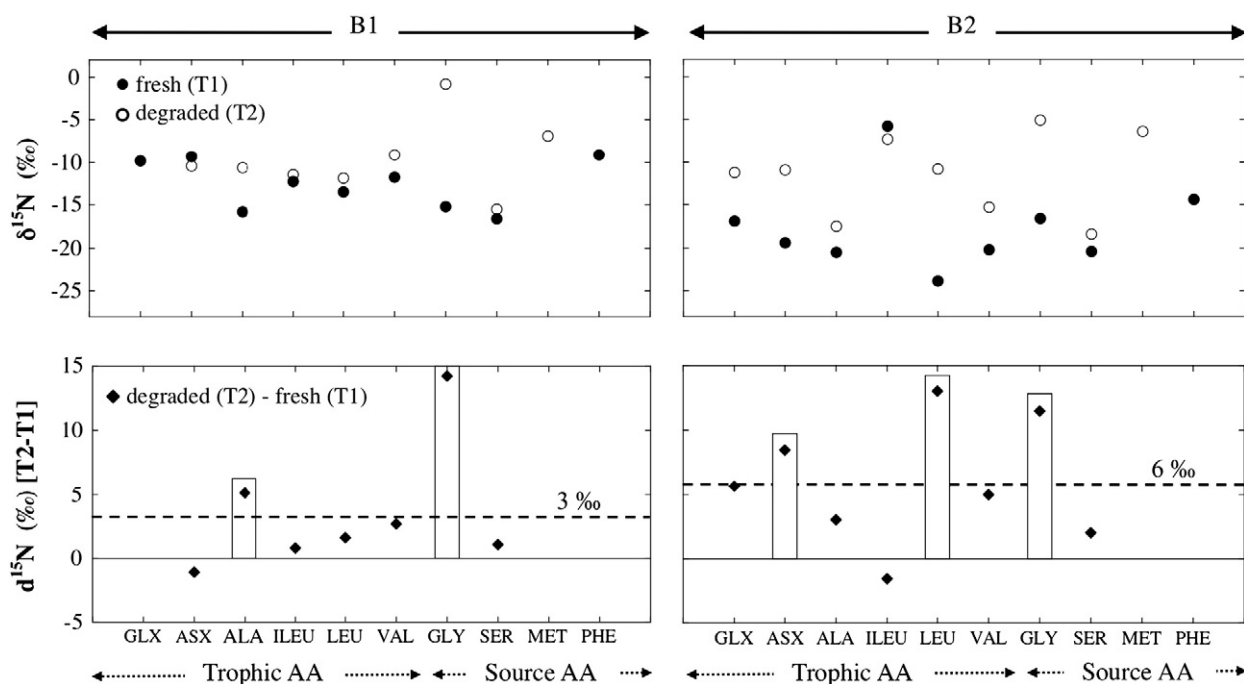 B1 B2
0
-5
-10
-15
-20
-25
δ¹⁵N (‰)
fresh (T1)
degraded (T2)
15
10
5
0
-5
d¹⁵N (‰) [T2-T1]
degraded (T2) - fresh (T1)
3 ‰
6 ‰
GLX ASX ALA ILEU LEU VAL GLY SER MET PHE
GLX ASX ALA ILEU LEU VAL GLY SER MET PHE
Trophic AA Source AA
Trophic AA Source AA